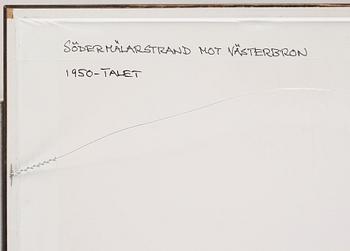 SÖDERMÄLARSTRAND MOT VÄSTERBRON
1950-TALET